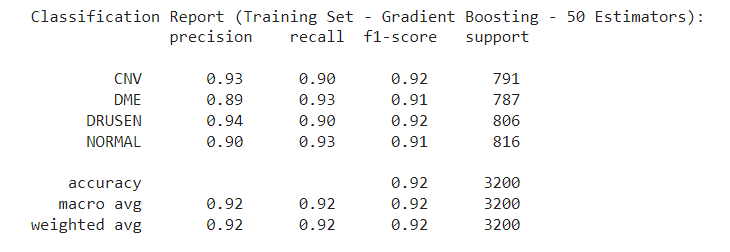 Classification Report (Training Set - Gradient Boosting - 50 Estimators):
precision recall f1-score support
CNV 0.93 0.90 0.92 791
DME 0.89 0.93 0.91 787
DRUSEN 0.94 0.90 0.92 806
NORMAL 0.90 0.93 0.91 816
accuracy 0.92 3200
macro avg 0.92 0.92 0.92 3200
weighted avg 0.92 0.92 0.92 3200